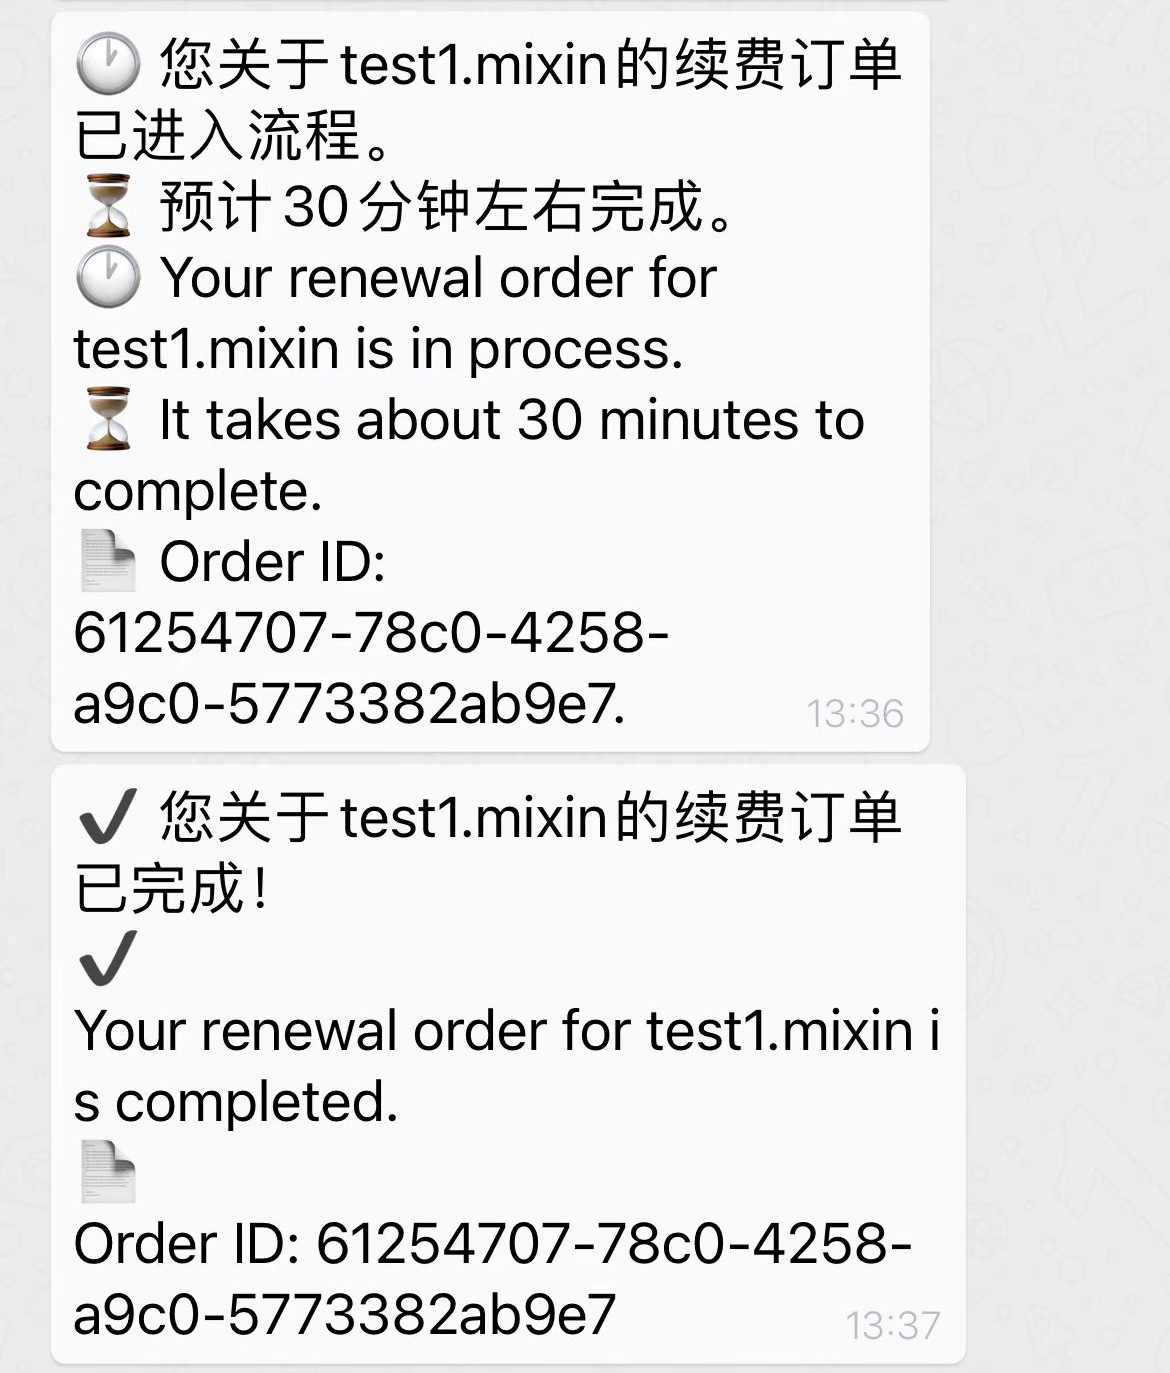 🕐 您关于test1.mixin的续费订单
已进入流程。
⏳ 预计30分钟左右完成。
🕐 Your renewal order for
test1.mixin is in process.
⏳ It takes about 30 minutes to
complete.
📄 Order ID:
61254707-78c0-4258-
a9c0-5773382ab9e7.
13:36
✔️ 您关于test1.mixin的续费订单
已完成！
✔️
Your renewal order for test1.mixin i
s completed.
📄
Order ID: 61254707-78c0-4258-
a9c0-5773382ab9e7
13:37